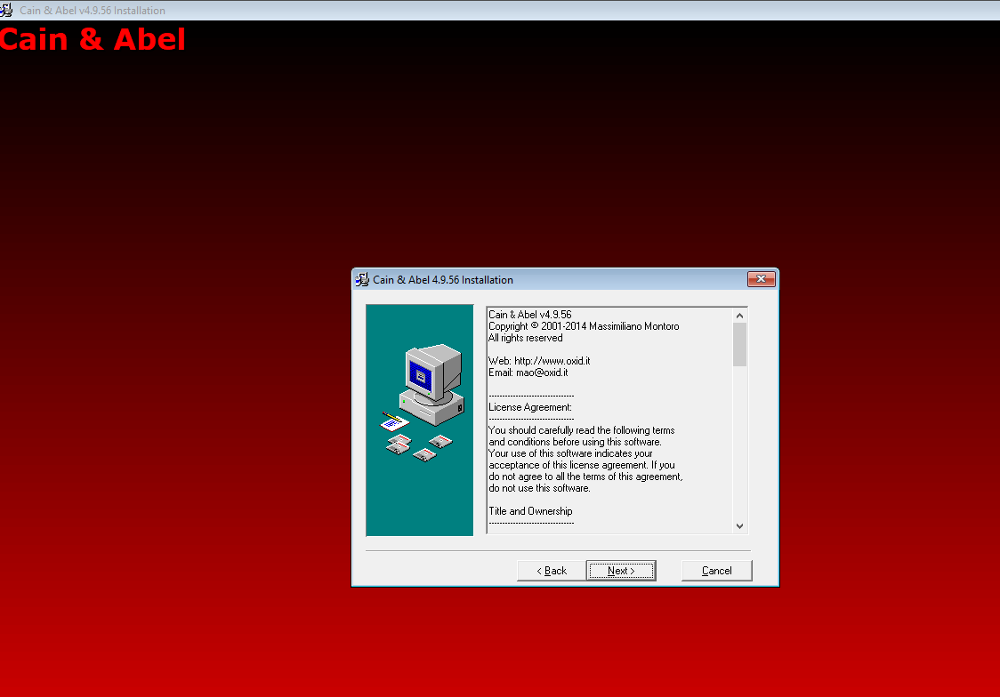 Cain & Abel v4.9.56 Installation
Cain & Abel
Cain & Abel 4.9.56 Installation
Cain & Abel v4.9.56
Copyright © 2001-2014 Massimiliano Montoro
All rights reserved
Web: http://www.oxid.it
Email: mao@oxid.it
--------------------------------
License Agreement:
--------------------------------
You should carefully read the following terms
and conditions before using this software.
Your use of this software indicates your
acceptance of this license agreement. If you
do not agree to all the terms of this agreement,
do not use this software.
Title and Ownership
--------------------------------
< Back
Next >
Cancel